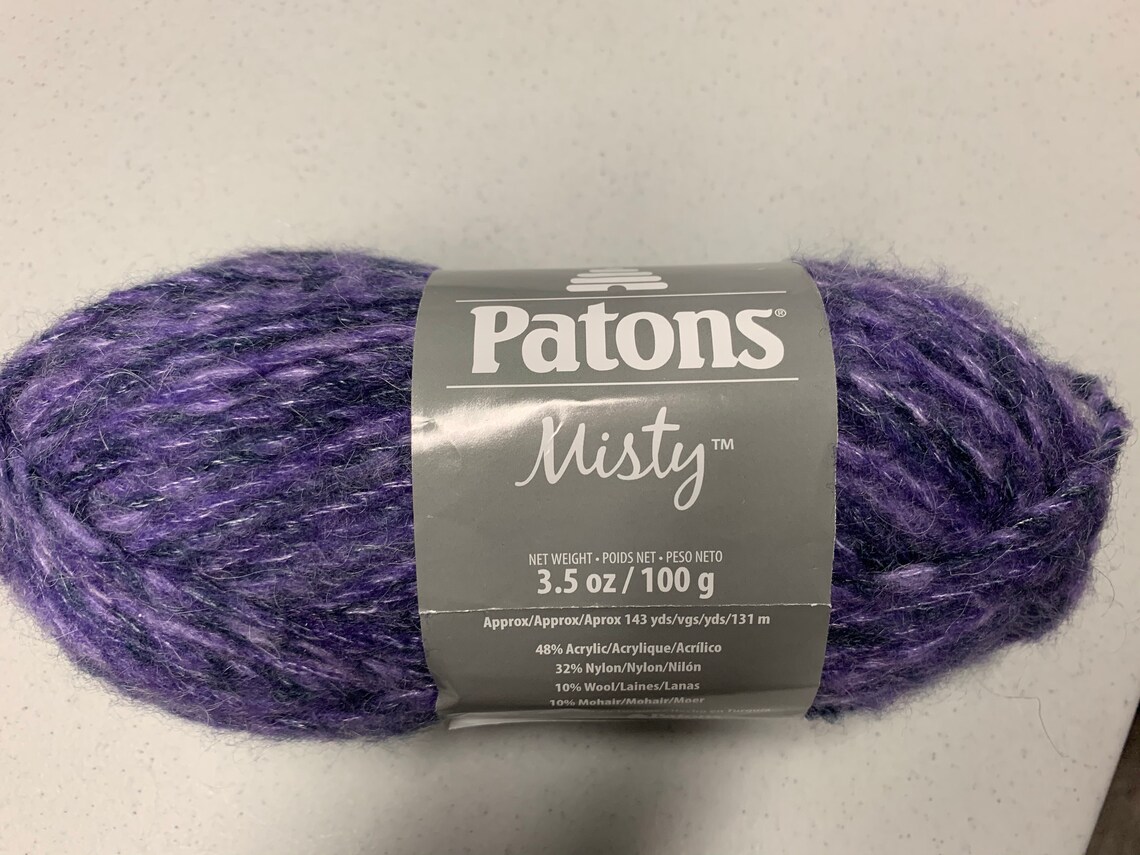 Patons®
Misty™
NET WEIGHT • POIDS NET • PESO NETO
3.5 oz / 100 g
Approx/Approx/Aprox 143 yds/vgs/yds/131 m
48% Acrylic/Acrylique/Acrílico
32% Nylon/Nylon/Nilón
10% Wool/Laines/Lanas
10% Mohair/Mohair/Moer